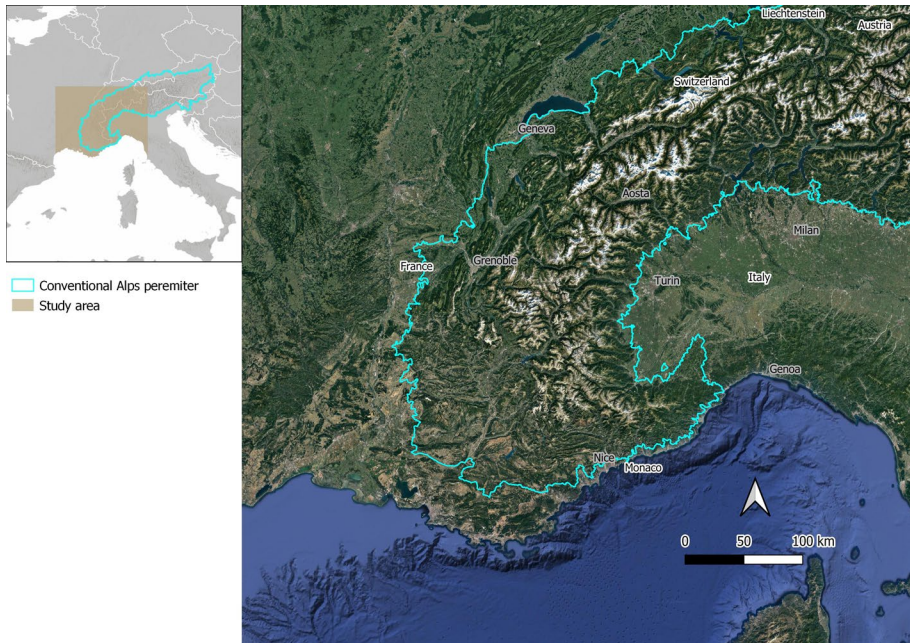 Conventional Alps peremiter
Study area
Liechtenstein
Austria
Switzerland
Geneva
Aosta
Milan
France
Grenoble
Turin
Italy
Genoa
Nice
Monaco
0 50 100 km